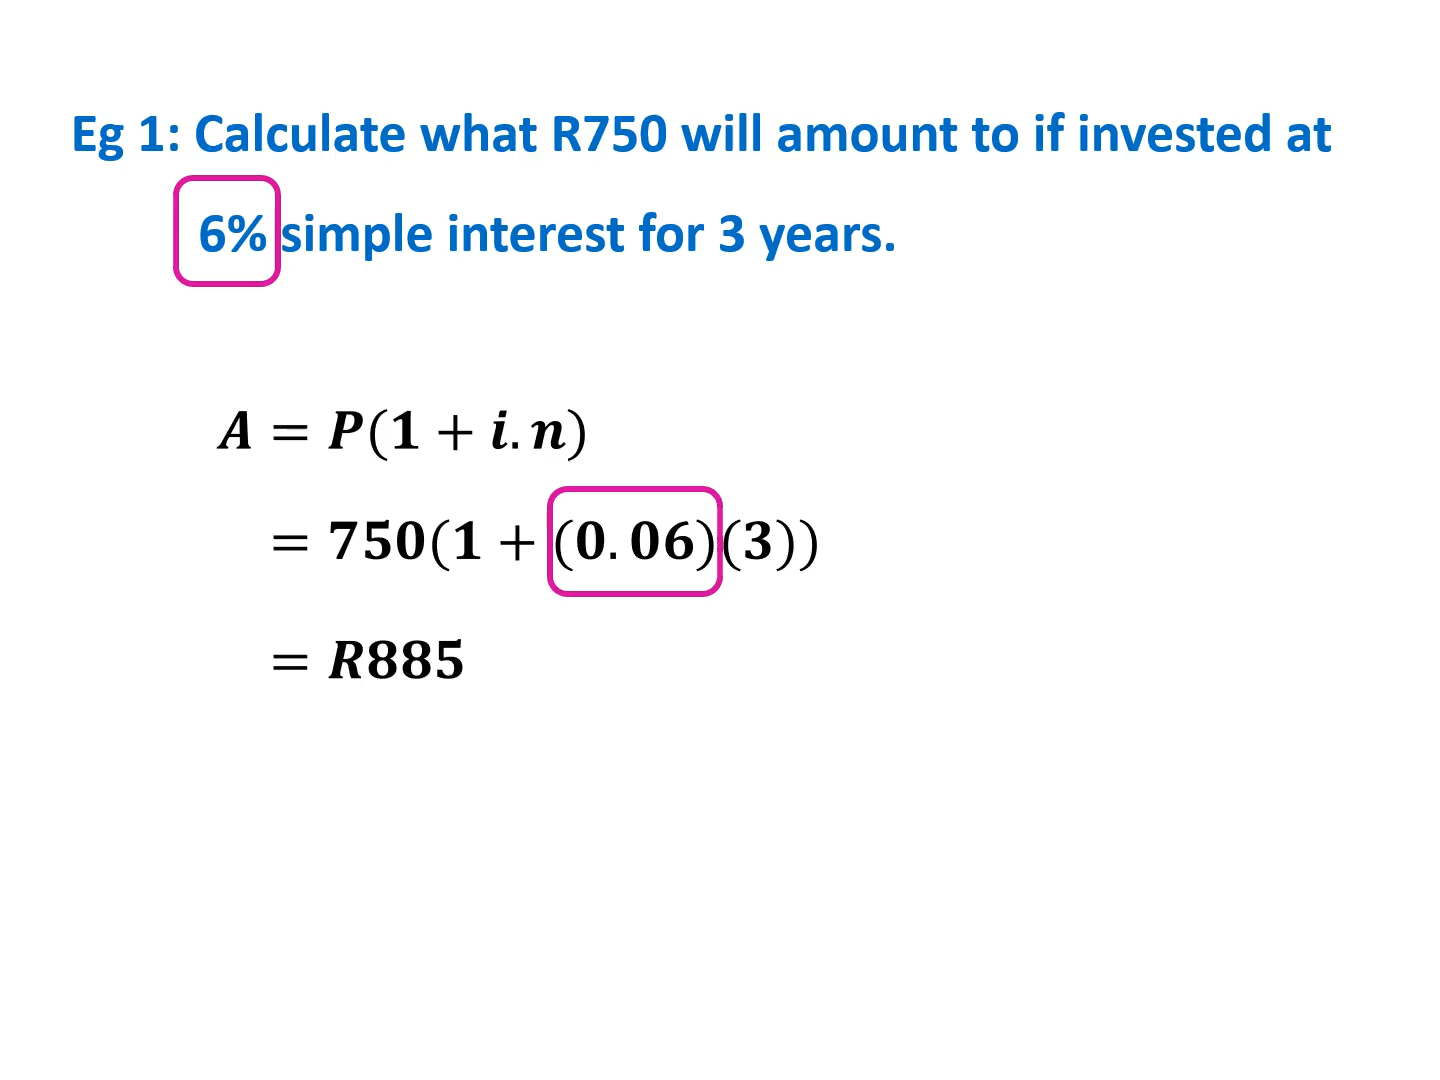 Eg 1: Calculate what R750 will amount to if invested at
6% simple interest for 3 years.
A = P(1 + i. n)
= 750(1 + (0. 06)(3))
= R885